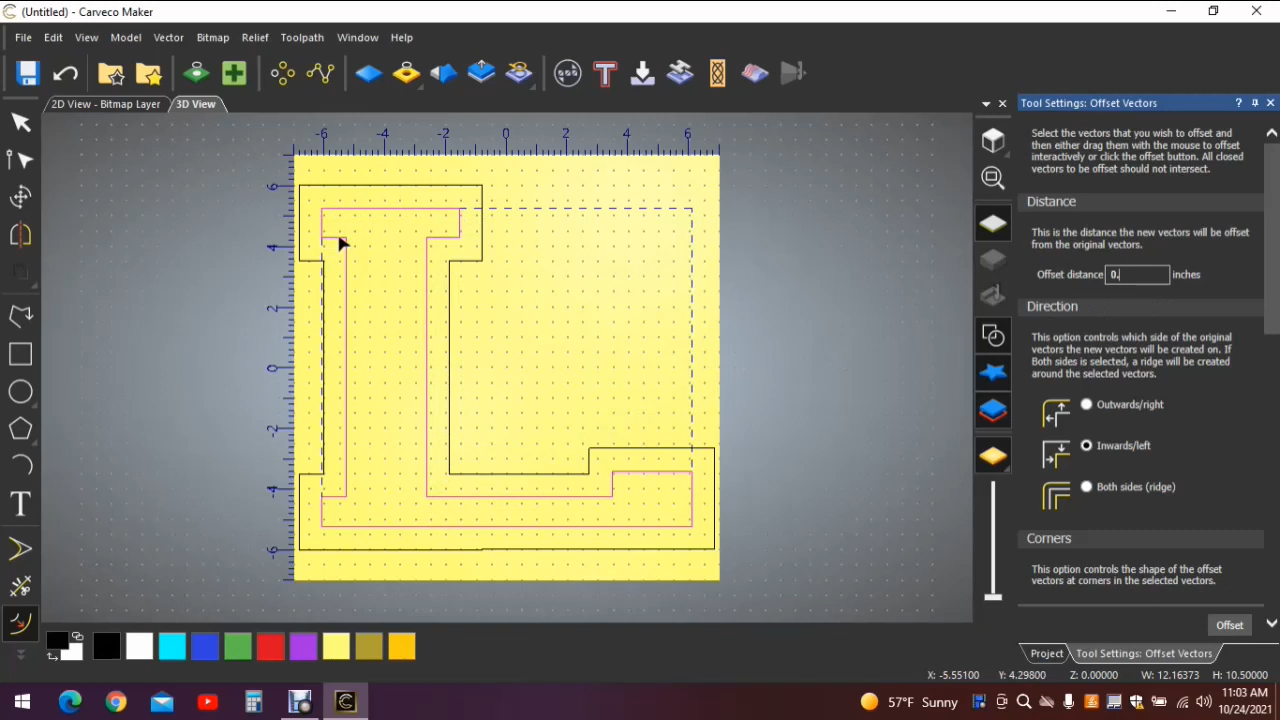 (Untitled) - Carveco Maker
File Edit View Model Vector Bitmap Relief Toolpath Window Help
2D View - Bitmap Layer 3D View
Tool Settings: Offset Vectors
Select the vectors that you wish to offset and
then either drag them with the mouse to offset
interactively or click the offset button. All closed
vectors to be offset should not intersect.
Distance
This is the distance the new vectors will be offset
from the original vectors.
Offset distance 0. inches
Direction
This option controls which side of the original
vectors the new vectors will be created on. If
Both sides is selected, a ridge will be created
around the selected vectors.
Outwards/right
Inwards/left
Both sides (ridge)
Corners
This option controls the shape of the offset
vectors at corners in the selected vectors.
Offset
Project Tool Settings: Offset Vectors
-6 -4 -2 0 2 4 6
6
4
2
0
-2
-4
-6
X: -5.55100 Y: 4.29800 Z: 0.00000 W: 12.16373 H: 10.50000
57°F Sunny
11:03 AM
10/24/2021